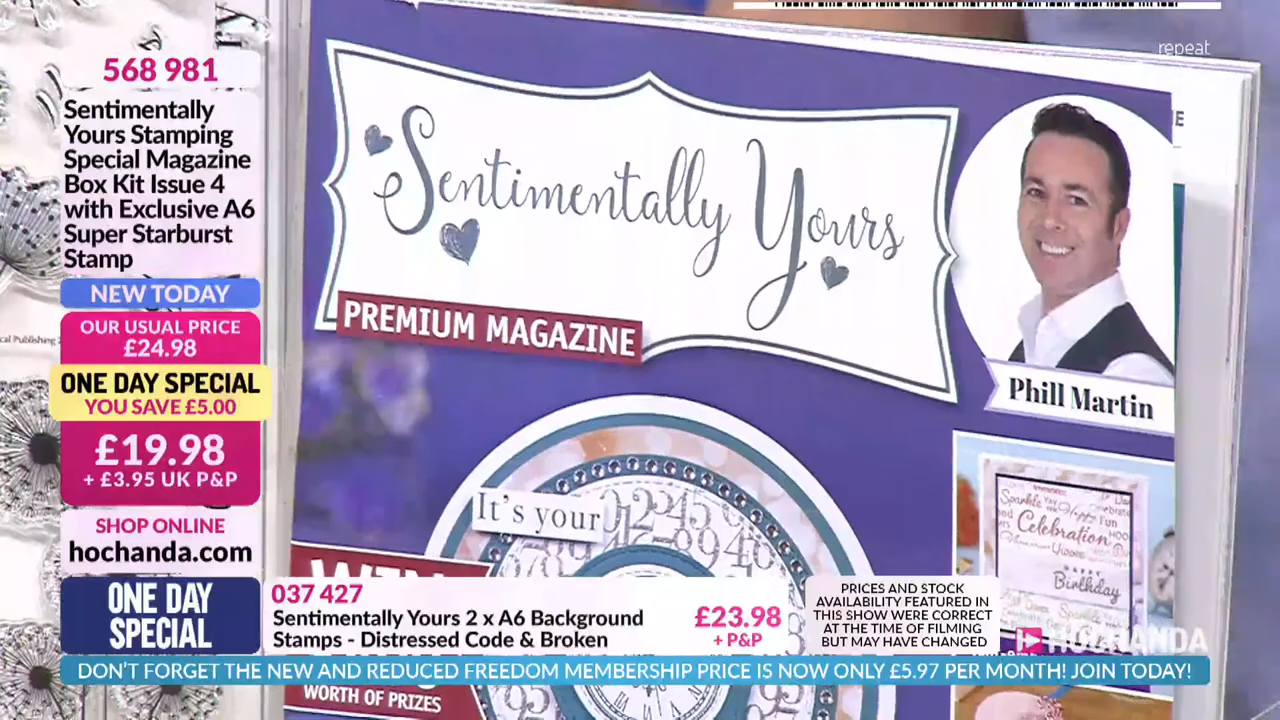 repeat
568 981
Sentimentally
Yours Stamping
Special Magazine
Box Kit Issue 4
with Exclusive A6
Super Starburst
Stamp
NEW TODAY
OUR USUAL PRICE
£24.98
ONE DAY SPECIAL
YOU SAVE £5.00
£19.98
+ £3.95 UK P&P
SHOP ONLINE
hochanda.com
Sentimentally Yours
PREMIUM MAGAZINE
Phill Martin
It's your
Celebration
HAPPY
Birthday
ONE DAY
SPECIAL
037 427
Sentimentally Yours 2 x A6 Background
Stamps - Distressed Code & Broken
£23.98
+ P&P
PRICES AND STOCK
AVAILABILITY FEATURED IN
THIS SHOW WERE CORRECT
AT THE TIME OF FILMING
BUT MAY HAVE CHANGED
HOCHANDA
DON'T FORGET THE NEW AND REDUCED FREEDOM MEMBERSHIP PRICE IS NOW ONLY £5.97 PER MONTH! JOIN TODAY!
WORTH OF PRIZES